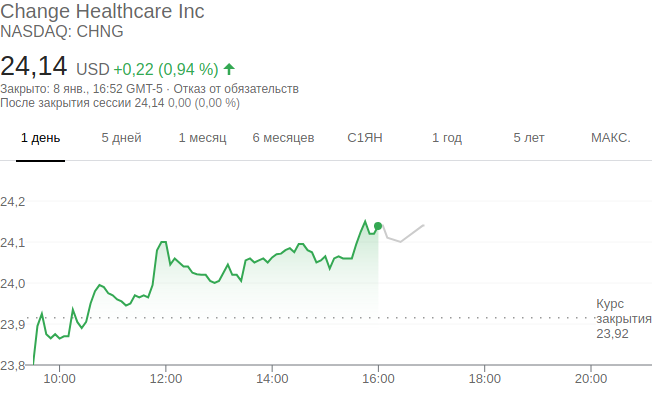 Change Healthcare Inc
NASDAQ: CHNG
24,14 USD +0,22 (0,94 %)
Закрыто: 8 янв., 16:52 GMT-5 · Отказ от обязательств
После закрытия сессии 24,14 0,00 (0,00 %)
1 день 5 дней 1 месяц 6 месяцев С1ЯН 1 год 5 лет МАКС.
24,2
24,1
24,0
23,9
23,8
Курс
закрытия
23,92
10:00 12:00 14:00 16:00 18:00 20:00